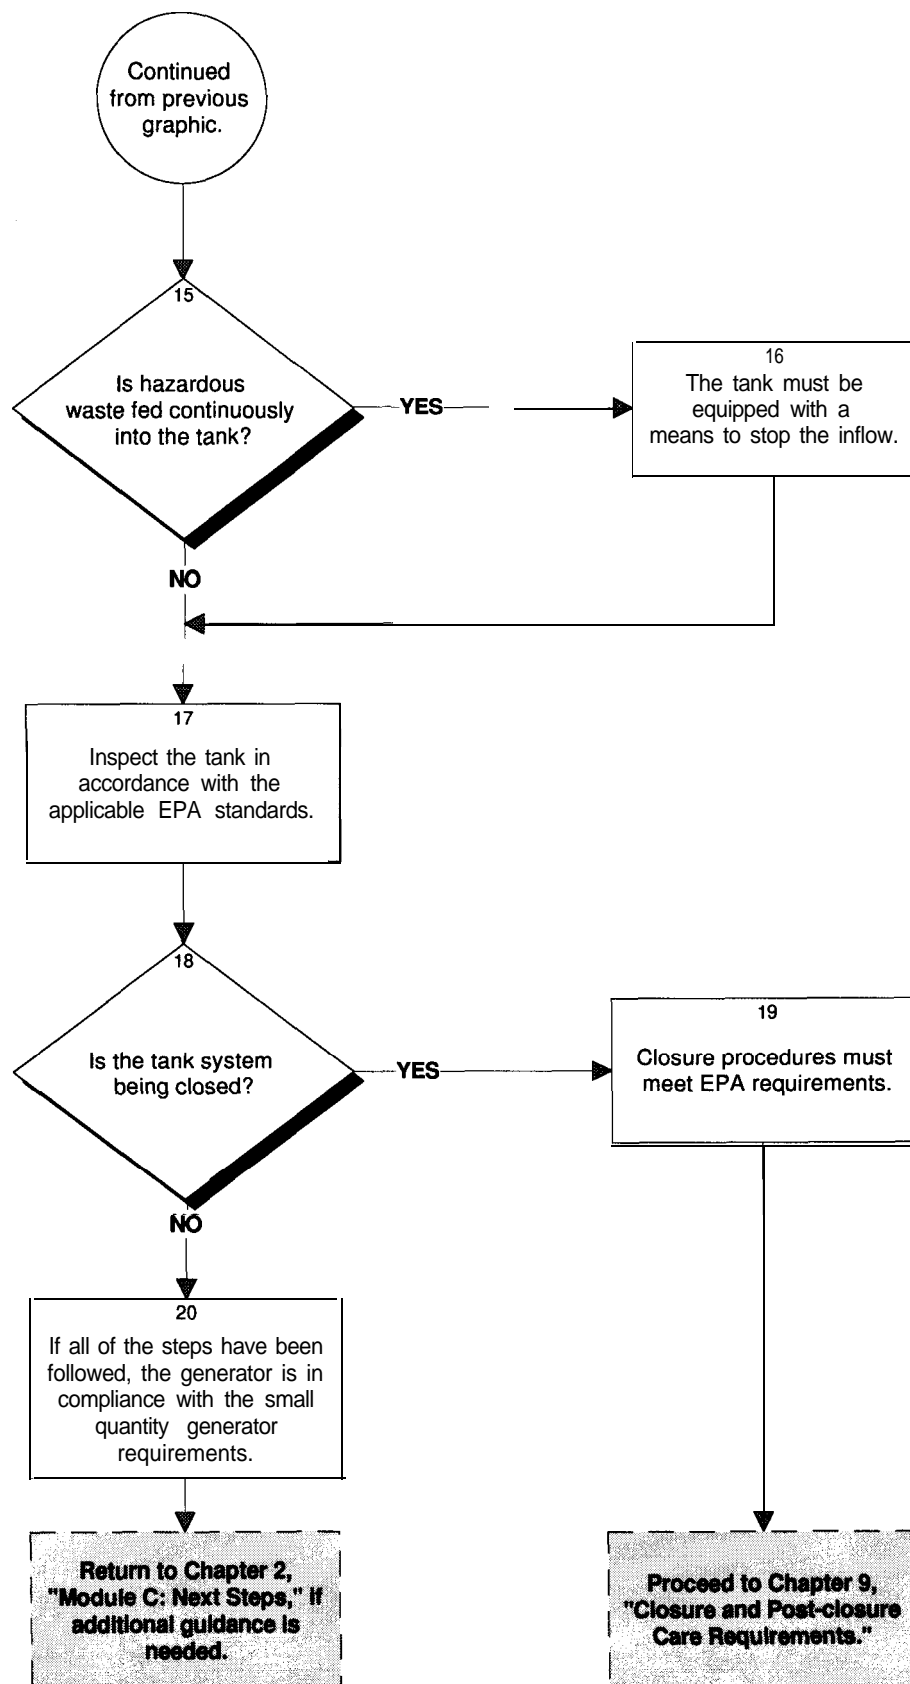 Continued
from previous
graphic.
15
Is hazardous
waste fed continuously
into the tank?
YES
16
The tank must be
equipped with a
means to stop the inflow.
NO
17
Inspect the tank in
accordance with the
applicable EPA standards.
18
Is the tank system
being closed?
YES
19
Closure procedures must
meet EPA requirements.
NO
20
If all of the steps have been
followed, the generator is in
compliance with the small
quantity generator
requirements.
Return to Chapter 2,
"Module C: Next Steps," if
additional guidance is
needed.
Proceed to Chapter 9,
"Closure and Post-closure
Care Requirements."